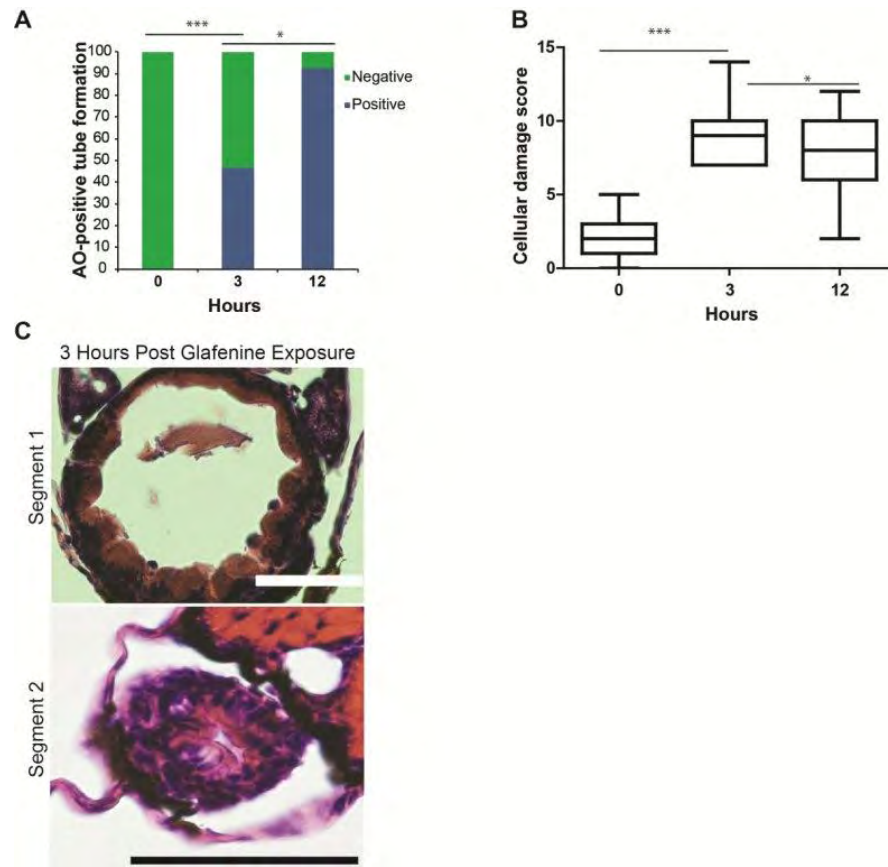 A
***
*
100
90
80
70
60
50
40
30
20
10
0
AO-positive tube formation
0 3 12
Hours
Negative
Positive
B
***
*
15
10
5
0
Cellular damage score
0 3 12
Hours
C
3 Hours Post Glafenine Exposure
Segment 1
Segment 2